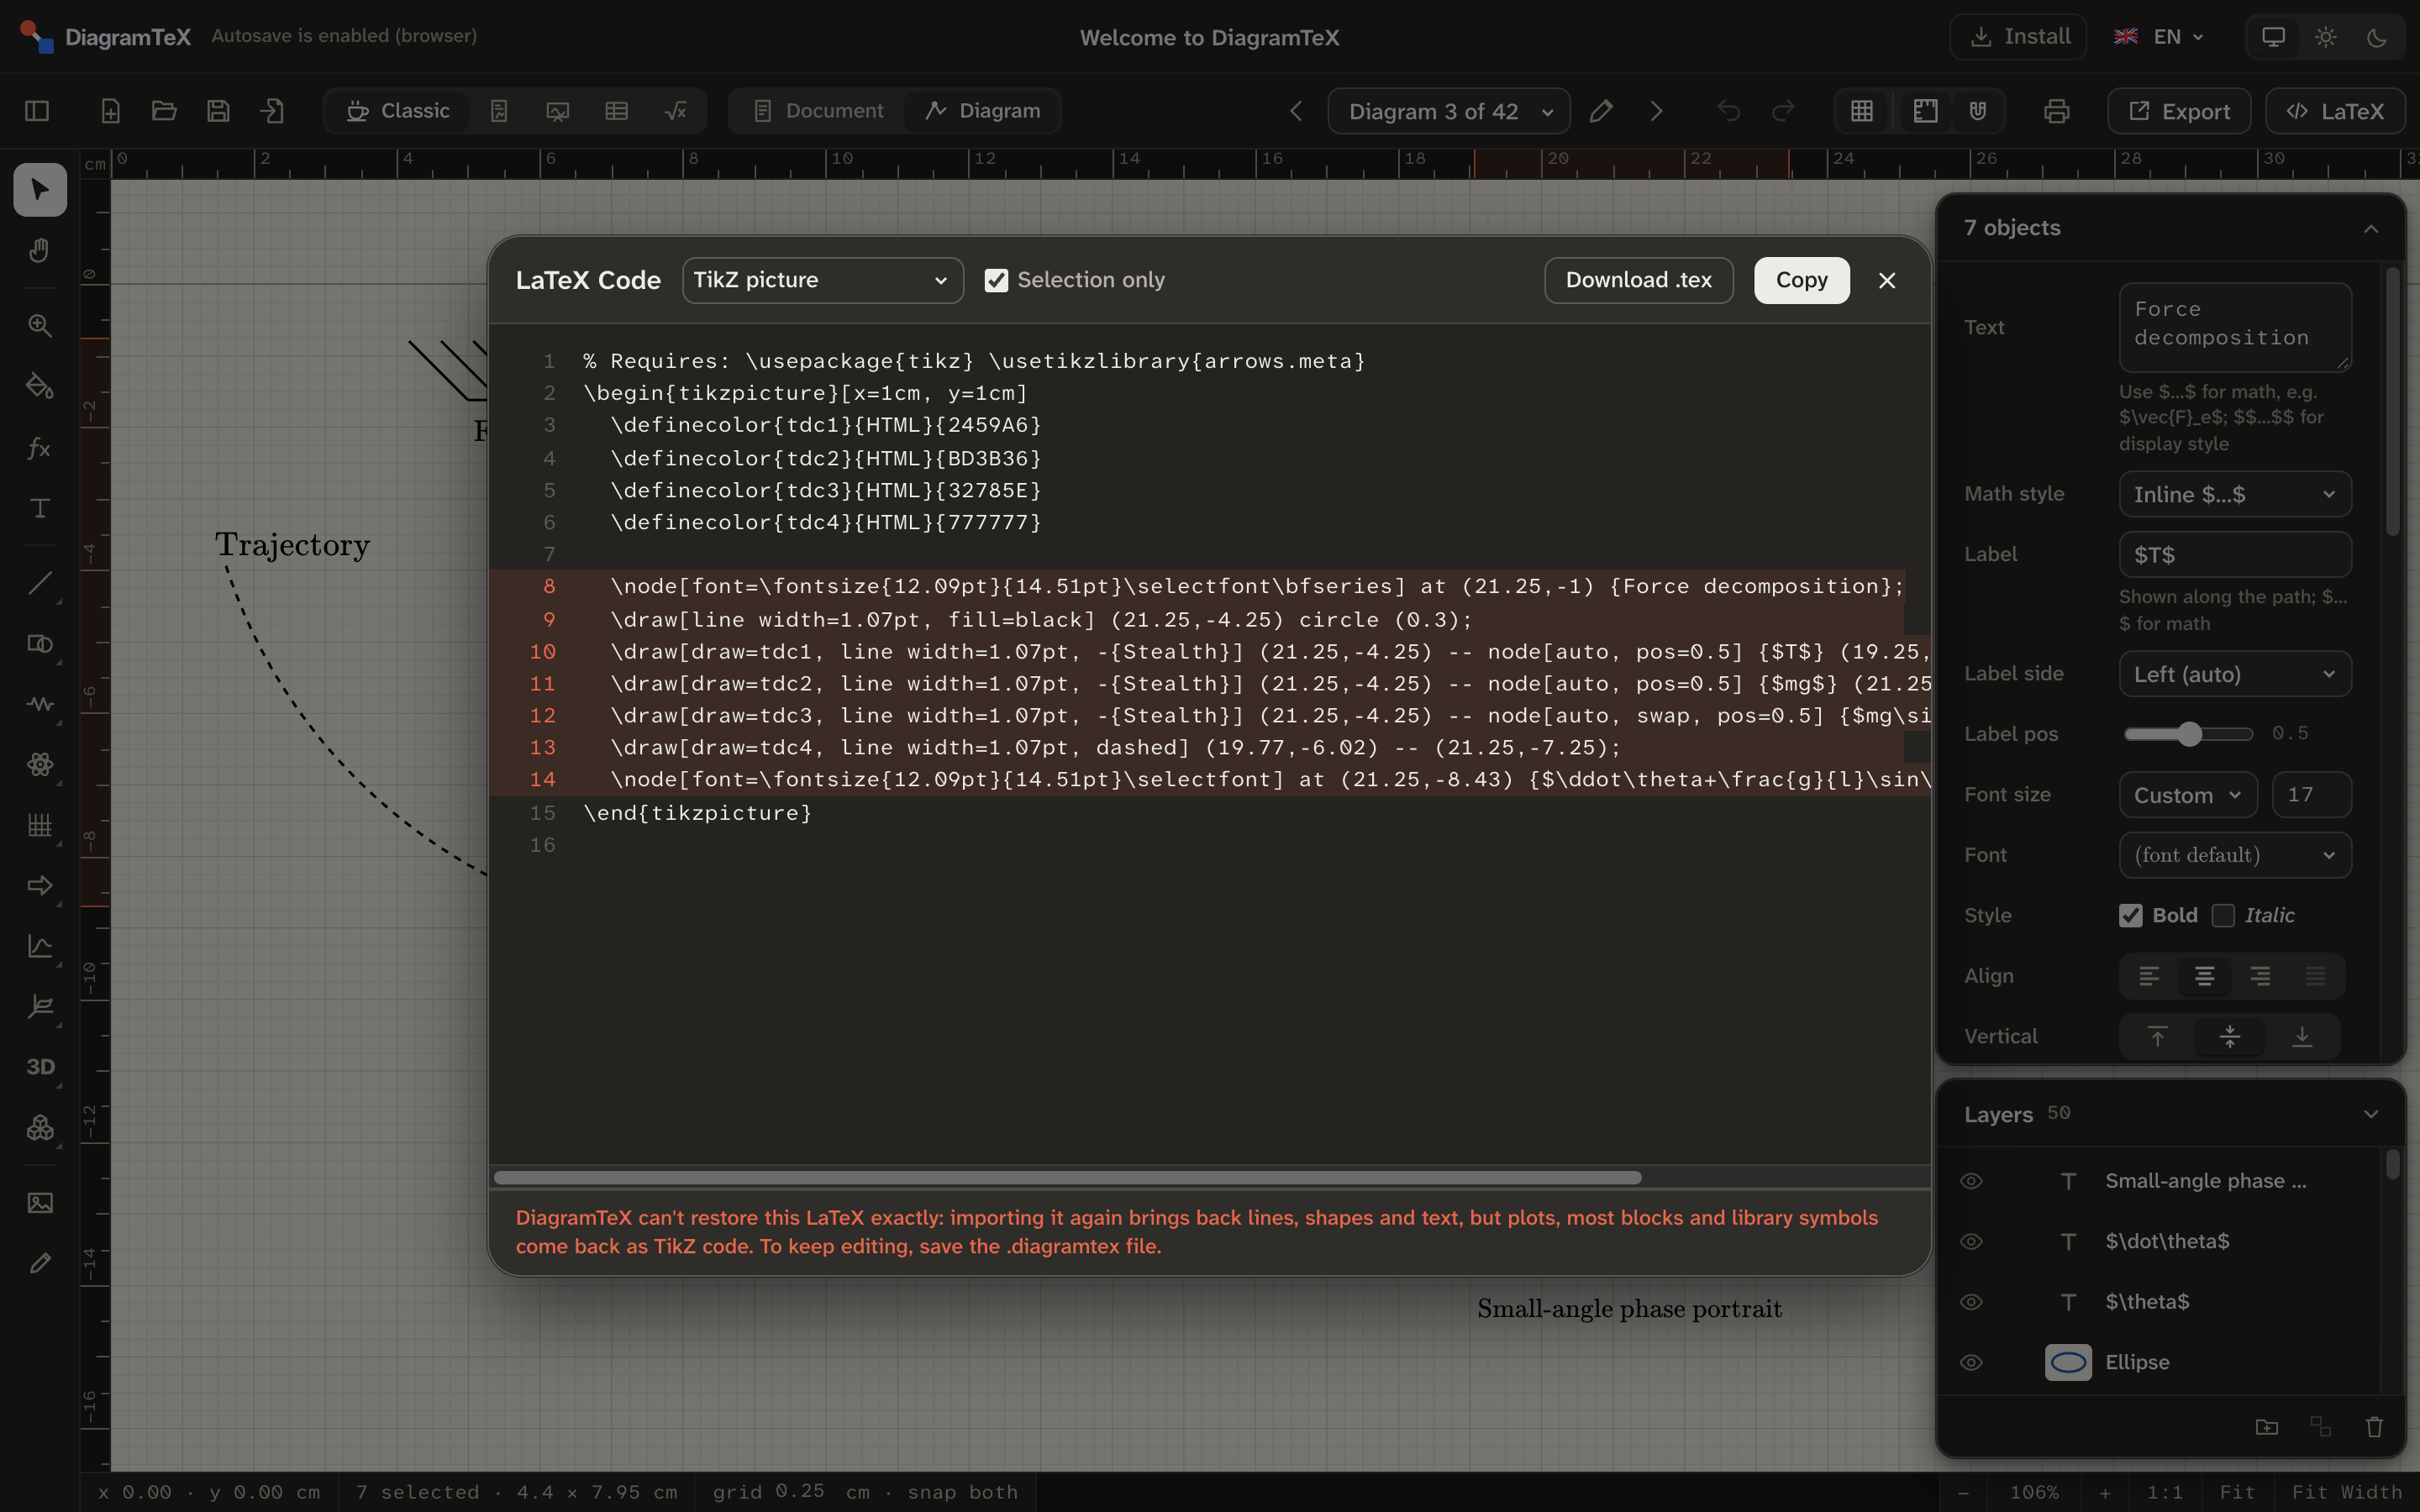 DiagramTeX Autosave is enabled (browser) Welcome to DiagramTeX Install EN
Classic Document Diagram Diagram 3 of 42 Export LaTeX
cm 0 2 4 6 8 10 12 14 16 18 20 22 24 26 28 30
0
-2
-4
-6
-8
-10
-12
-14
-16
3D
Trajectory
LaTeX Code TikZ picture Selection only Download .tex Copy
1 % Requires: \usepackage{tikz} \usetikzlibrary{arrows.meta}
2 \begin{tikzpicture}[x=1cm, y=1cm]
3 \definecolor{tdc1}{HTML}{2459A6}
4 \definecolor{tdc2}{HTML}{BD3B36}
5 \definecolor{tdc3}{HTML}{32785E}
6 \definecolor{tdc4}{HTML}{777777}
7
8 \node[font=\fontsize{12.09pt}{14.51pt}\selectfont\bfseries] at (21.25,-1) {Force decomposition};
9 \draw[line width=1.07pt, fill=black] (21.25,-4.25) circle (0.3);
10 \draw[draw=tdc1, line width=1.07pt, -{Stealth}] (21.25,-4.25) -- node[auto, pos=0.5] {$T$} (19.25,
11 \draw[draw=tdc2, line width=1.07pt, -{Stealth}] (21.25,-4.25) -- node[auto, pos=0.5] {$mg$} (21.25
12 \draw[draw=tdc3, line width=1.07pt, -{Stealth}] (21.25,-4.25) -- node[auto, swap, pos=0.5] {$mg\si
13 \draw[draw=tdc4, line width=1.07pt, dashed] (19.77,-6.02) -- (21.25,-7.25);
14 \node[font=\fontsize{12.09pt}{14.51pt}\selectfont] at (21.25,-8.43) {$\ddot\theta+\frac{g}{l}\sin\
15 \end{tikzpicture}
16
DiagramTeX can't restore this LaTeX exactly: importing it again brings back lines, shapes and text, but plots, most blocks and library symbols
come back as TikZ code. To keep editing, save the .diagramtex file.
Small-angle phase portrait
7 objects
Text Force
decomposition
Use $...$ for math, e.g.
$\vec{F}_e$; $$...$$ for
display style
Math style Inline $...$
Label $T$
Shown along the path; $...
$ for math
Label side Left (auto)
Label pos 0.5
Font size Custom 17
Font (font default)
Style Bold Italic
Align
Vertical
Layers 50
Small-angle phase ...
$\dot\theta$
$\theta$
Ellipse
x 0.00 · y 0.00 cm 7 selected · 4.4 × 7.95 cm grid 0.25 cm · snap both − 106% + 1:1 Fit Fit Width